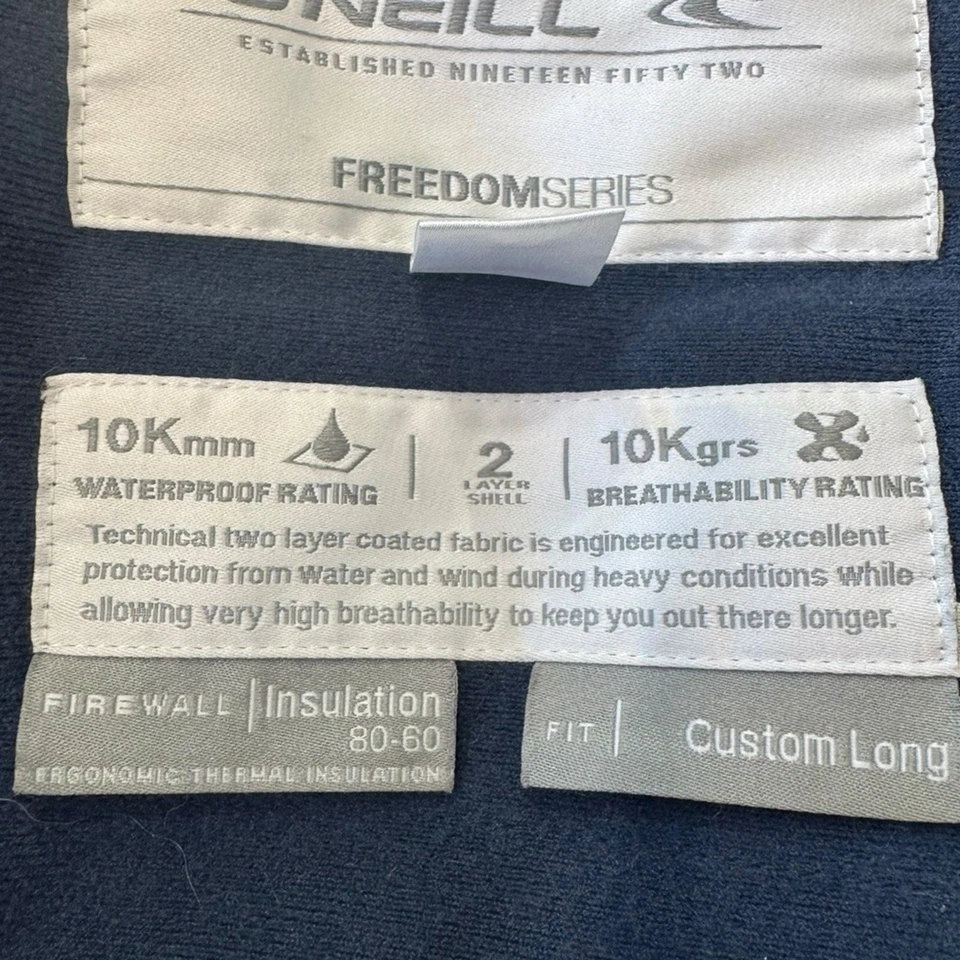 O'NEILL
ESTABLISHED NINETEEN FIFTY TWO
FREEDOMSERIES
10Kmm
WATERPROOF RATING
2
LAYER
SHELL
10Kgrs
BREATHABILITY RATING
Technical two layer coated fabric is engineered for excellent
protection from water and wind during heavy conditions while
allowing very high breathability to keep you out there longer.
FIREWALL Insulation
80-60
ERGONOMIC THERMAL INSULATION
FIT Custom Long